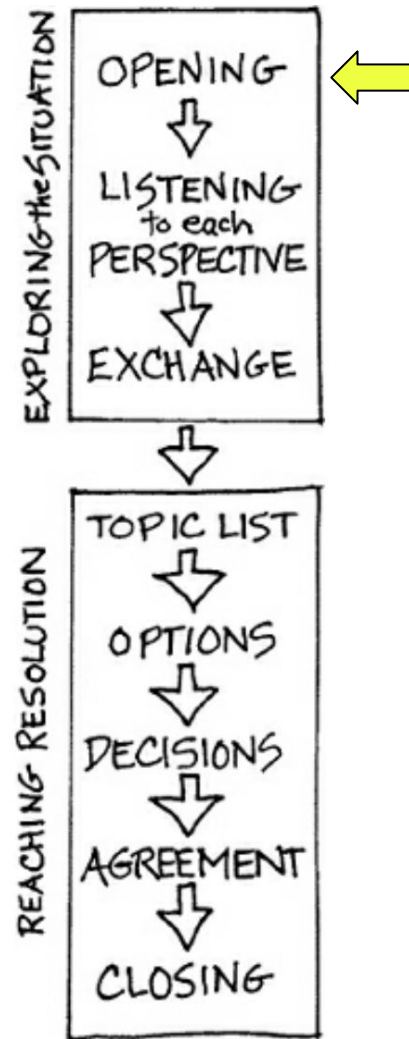 EXPLORING the SITUATION
OPENING
LISTENING
to each
PERSPECTIVE
EXCHANGE
REACHING RESOLUTION
TOPIC LIST
OPTIONS
DECISIONS
AGREEMENT
CLOSING